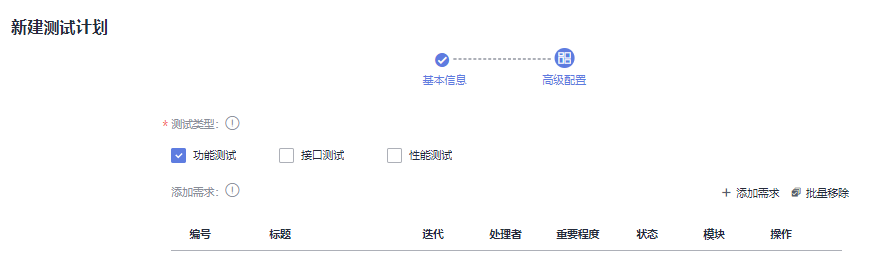 新建测试计划
基本信息 高级配置
* 测试类型：
功能测试 接口测试 性能测试
添加需求： + 添加需求 批量移除
编号 标题 迭代 处理者 重要程度 状态 模块 操作